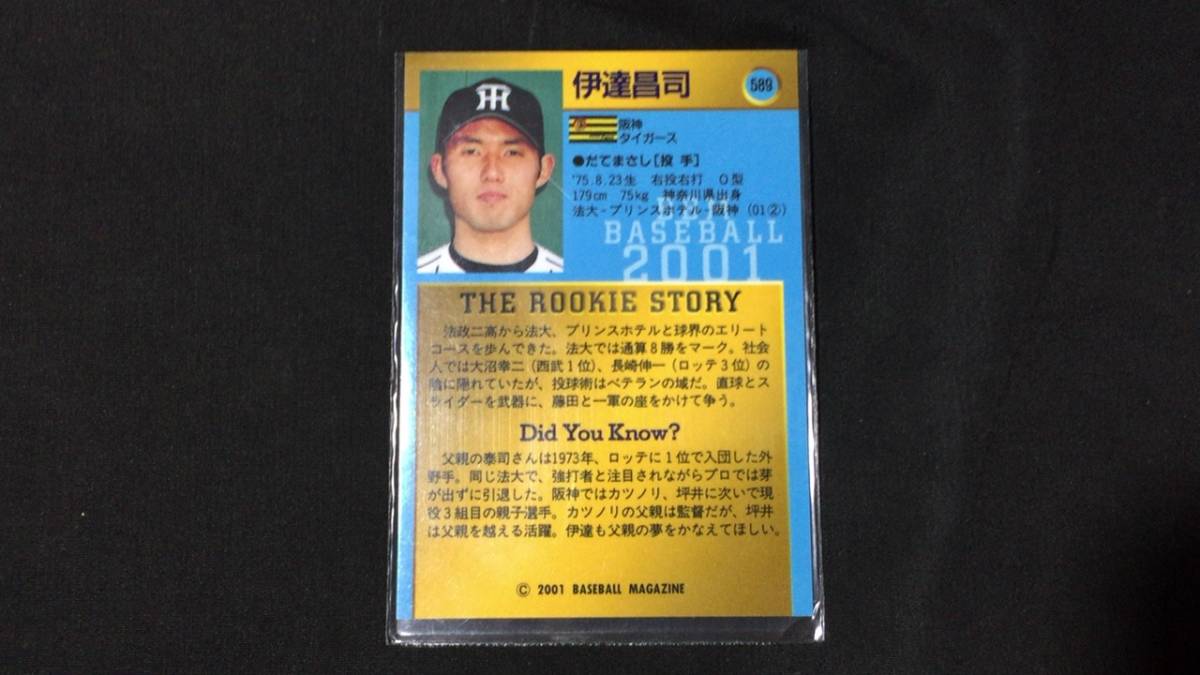 伊達昌司
589
TH
阪神
タイガース
●だてまさし[投 手]
'75.8.23生 右投右打 O型
179cm 75kg 神奈川県出身
法大-プリンスホテル-阪神(01②)
BBM
BASEBALL
2001
THE ROOKIE STORY
法政二高から法大、プリンスホテルと球界のエリート
コースを歩んできた。法大では通算8勝をマーク。社会
人では大沼幸二(西武1位)、長崎伸一(ロッテ3位)の
陰に隠れていたが、投球術はベテランの域だ。直球とス
ライダーを武器に、藤田と一軍の座をかけて争う。
Did You Know?
父親の泰司さんは1973年、ロッテに1位で入団した外
野手。同じ法大で、強打者と注目されながらプロでは芽
が出ずに引退した。阪神ではカツノリ、坪井に次いで現
役3組目の親子選手。カツノリの父親は監督だが、坪井
は父親を越える活躍。伊達も父親の夢をかなえてほしい。
© 2001 BASEBALL MAGAZINE